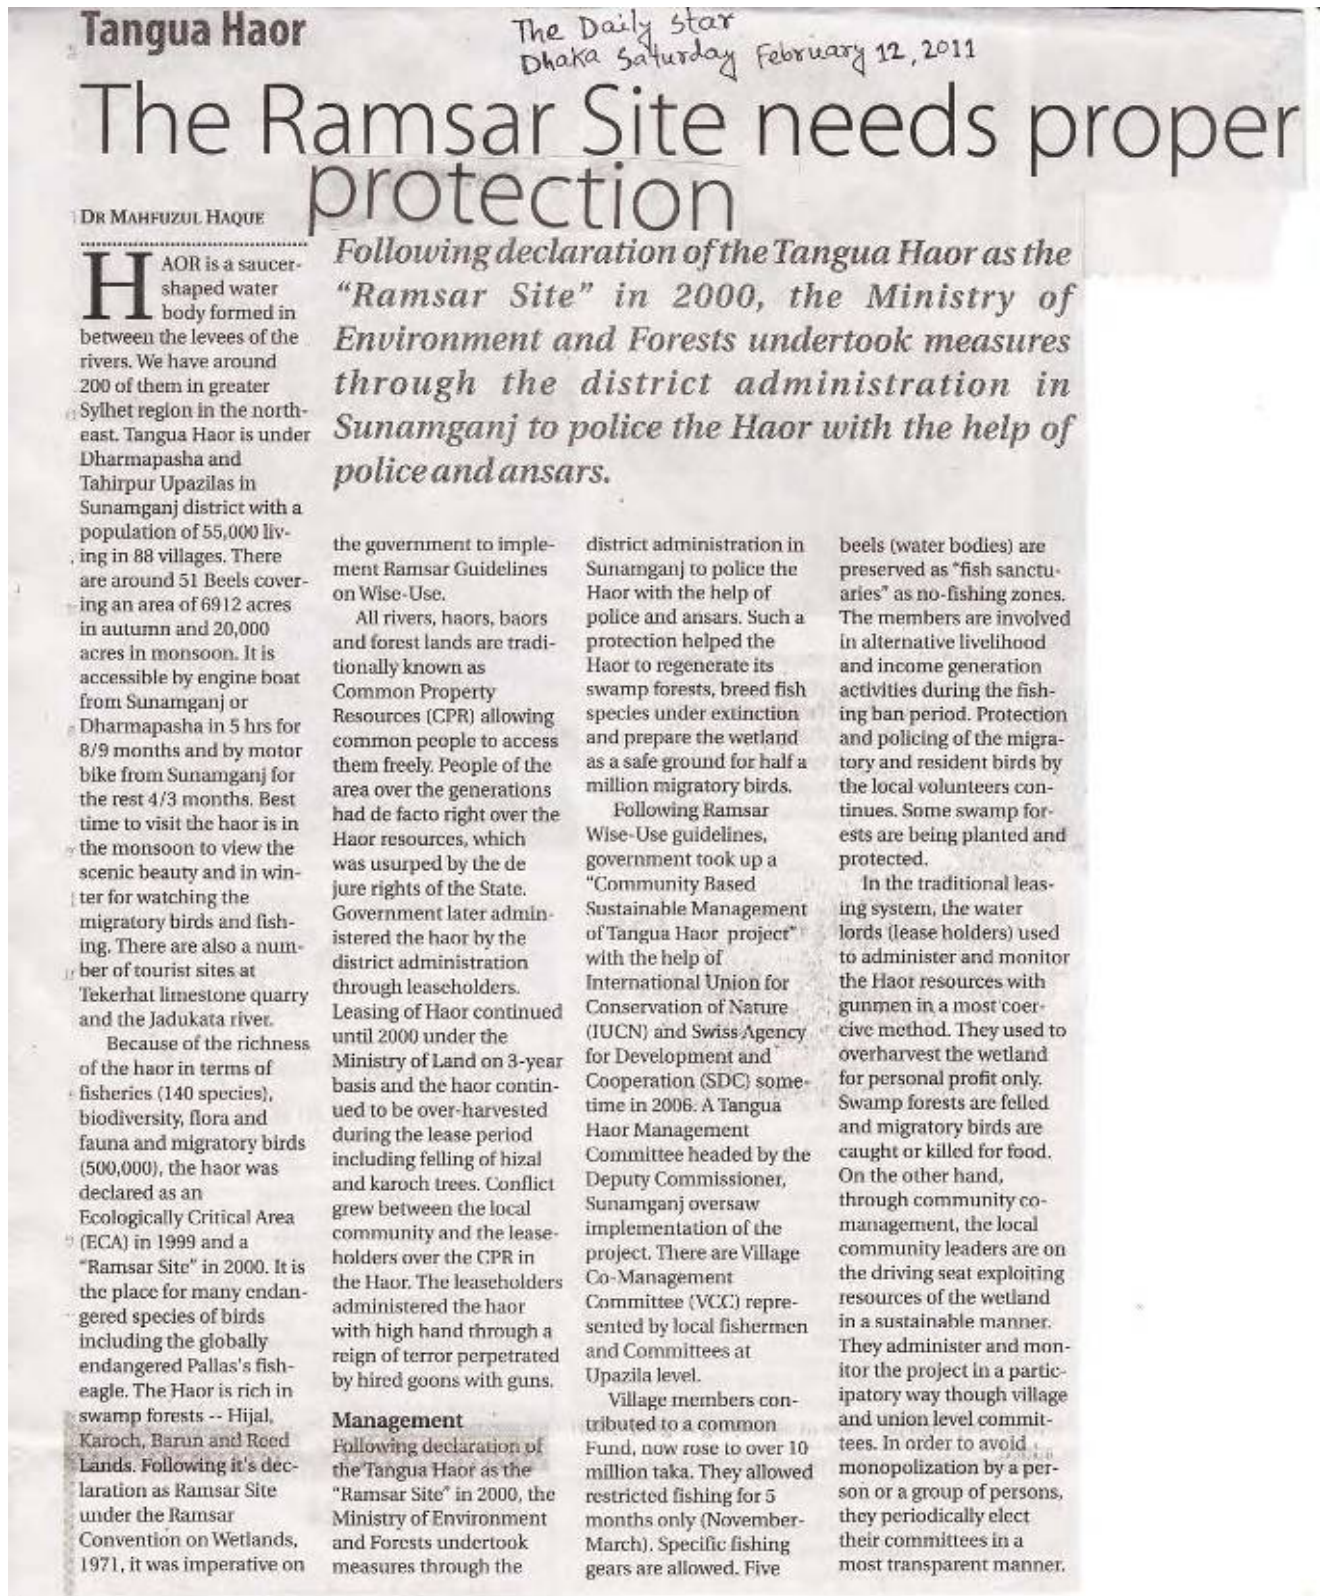 Tangua Haor
The Daily Star
Dhaka Saturday February 12, 2011
The Ramsar Site needs proper
protection
DR MAHFUZUL HAQUE
Following declaration of the Tangua Haor as the
“Ramsar Site” in 2000, the Ministry of
Environment and Forests undertook measures
through the district administration in
Sunamganj to police the Haor with the help of
police and ansars.
HAOR is a saucer-
shaped water
body formed in
between the levees of the
rivers. We have around
200 of them in greater
Sylhet region in the north-
east. Tangua Haor is under
Dharmapasha and
Tahirpur Upazilas in
Sunamganj district with a
population of 55,000 liv-
ing in 88 villages. There
are around 51 Beels cover-
ing an area of 6912 acres
in autumn and 20,000
acres in monsoon. It is
accessible by engine boat
from Sunamganj or
Dharmapasha in 5 hrs for
8/9 months and by motor
bike from Sunamganj for
the rest 4/3 months. Best
time to visit the haor is in
the monsoon to view the
scenic beauty and in win-
ter for watching the
migratory birds and fish-
ing. There are also a num-
ber of tourist sites at
Tekerhat limestone quarry
and the Jadukata river.
Because of the richness
of the haor in terms of
fisheries (140 species),
biodiversity, flora and
fauna and migratory birds
(500,000), the haor was
declared as an
Ecologically Critical Area
(ECA) in 1999 and a
“Ramsar Site” in 2000. It is
the place for many endan-
gered species of birds
including the globally
endangered Pallas's fish-
eagle. The Haor is rich in
swamp forests -- Hijal,
Karoch, Barun and Reed
Lands. Following it's dec-
laration as Ramsar Site
under the Ramsar
Convention on Wetlands,
1971, it was imperative on
the government to imple-
ment Ramsar Guidelines
on Wise-Use.
All rivers, haors, baors
and forest lands are tradi-
tionally known as
Common Property
Resources (CPR) allowing
common people to access
them freely. People of the
area over the generations
had de facto right over the
Haor resources, which
was usurped by the de
jure rights of the State.
Government later admin-
istered the haor by the
district administration
through leaseholders.
Leasing of Haor continued
until 2000 under the
Ministry of Land on 3-year
basis and the haor contin-
ued to be over-harvested
during the lease period
including felling of hizal
and karoch trees. Conflict
grew between the local
community and the lease-
holders over the CPR in
the Haor. The leaseholders
administered the haor
with high hand through a
reign of terror perpetrated
by hired goons with guns.
Management
Following declaration of
the Tangua Haor as the
“Ramsar Site” in 2000, the
Ministry of Environment
and Forests undertook
measures through the
district administration in
Sunamganj to police the
Haor with the help of
police and ansars. Such a
protection helped the
Haor to regenerate its
swamp forests, breed fish
species under extinction
and prepare the wetland
as a safe ground for half a
million migratory birds.
Following Ramsar
Wise-Use guidelines,
government took up a
“Community Based
Sustainable Management
of Tangua Haor project”
with the help of
International Union for
Conservation of Nature
(IUCN) and Swiss Agency
for Development and
Cooperation (SDC) some-
time in 2006. A Tangua
Haor Management
Committee headed by the
Deputy Commissioner,
Sunamganj oversaw
implementation of the
project. There are Village
Co-Management
Committee (VCC) repre-
sented by local fishermen
and Committees at
Upazila level.
Village members con-
tributed to a common
Fund, now rose to over 10
million taka. They allowed
restricted fishing for 5
months only (November-
March). Specific fishing
gears are allowed. Five
beels (water bodies) are
preserved as “fish sanctu-
aries” as no-fishing zones.
The members are involved
in alternative livelihood
and income generation
activities during the fish-
ing ban period. Protection
and policing of the migra-
tory and resident birds by
the local volunteers con-
tinues. Some swamp for-
ests are being planted and
protected.
In the traditional leas-
ing system, the water
lords (lease holders) used
to administer and monitor
the Haor resources with
gunmen in a most coer-
cive method. They used to
overharvest the wetland
for personal profit only.
Swamp forests are felled
and migratory birds are
caught or killed for food.
On the other hand,
through community co-
management, the local
community leaders are on
the driving seat exploiting
resources of the wetland
in a sustainable manner.
They administer and mon-
itor the project in a partic-
ipatory way though village
and union level commit-
tees. In order to avoid
monopolization by a per-
son or a group of persons,
they periodically elect
their committees in a
most transparent manner.